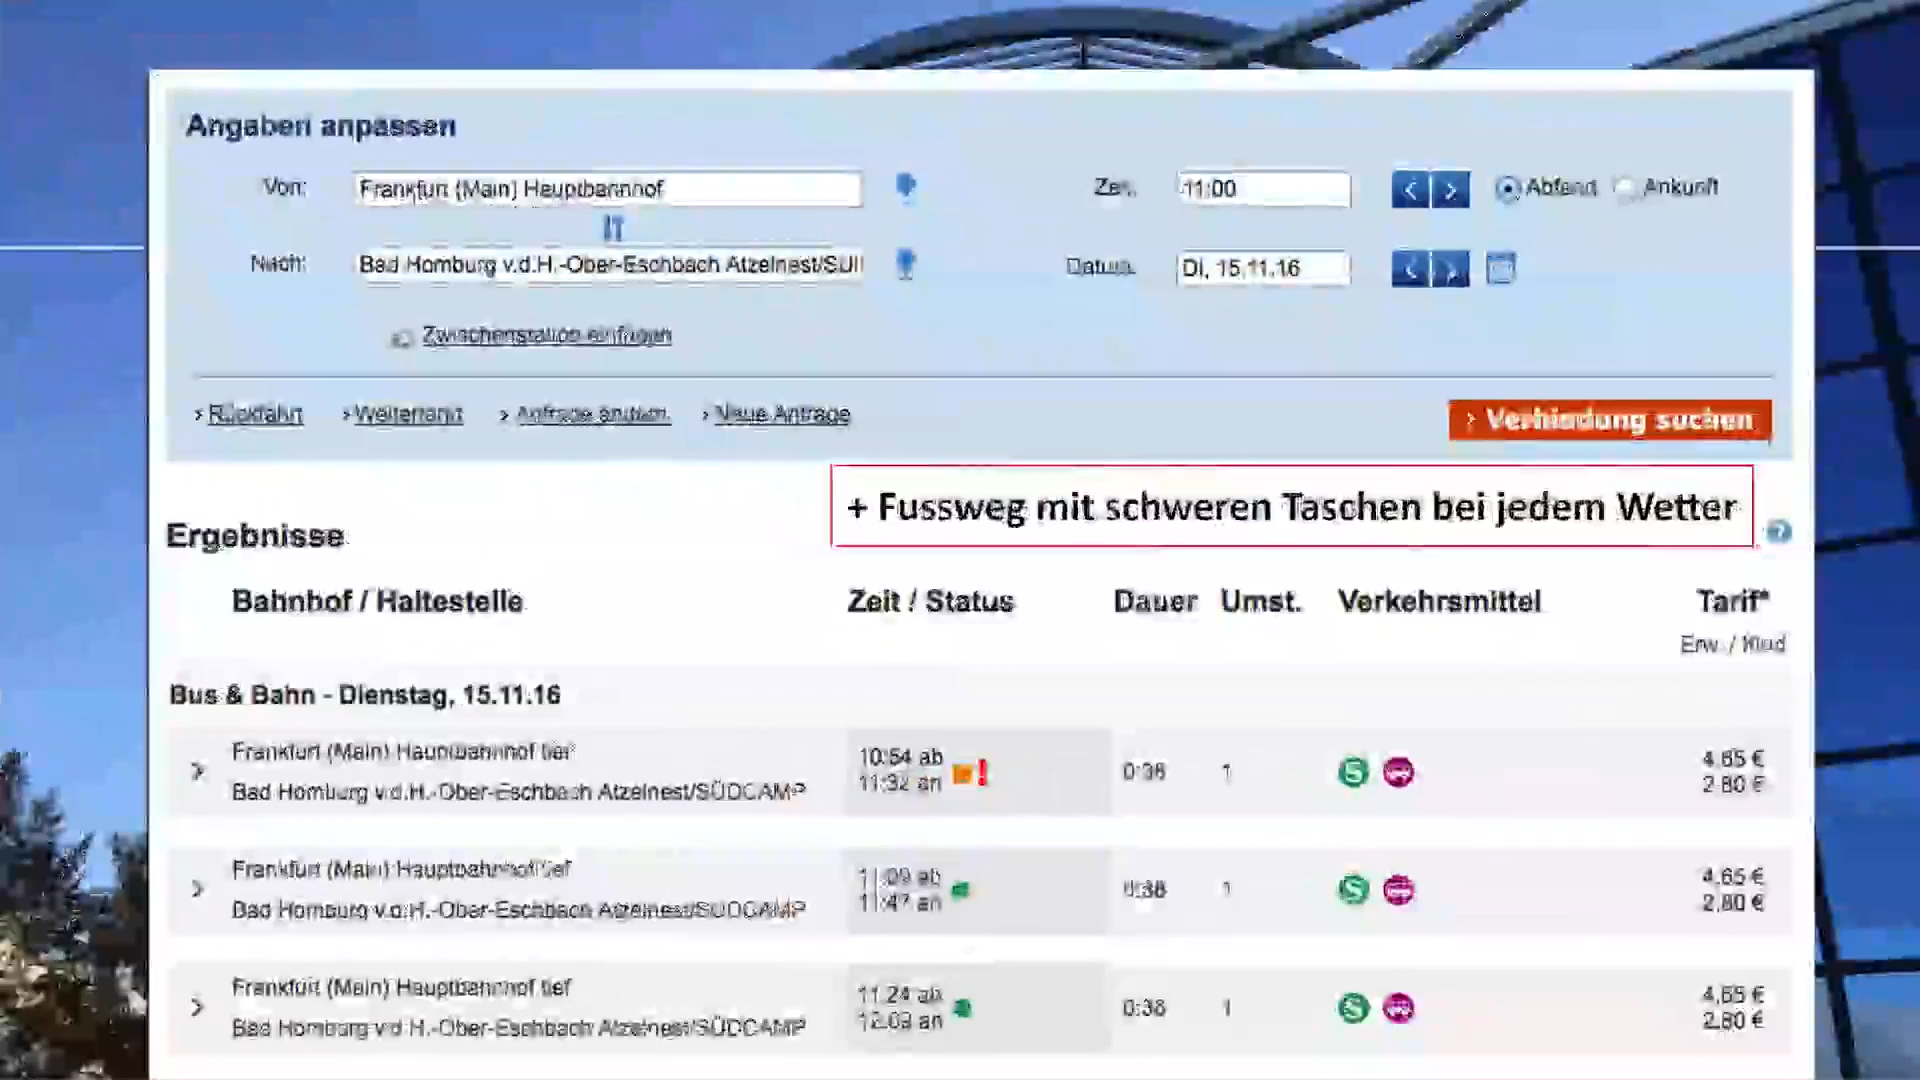 Angaben anpassen
Von: Frankfurt (Main) Hauptbahnhof
Zeit: 11:00 Abfahrt Ankunft
Nach: Bad Homburg v.d.H.-Ober-Eschbach Atzelnest/SÜ
Datum: Di, 15.11.16
Zwischenstation einfügen
Rückfahrt Weiterfahrt Anfrage ändern Neue Anfrage
Verbindung suchen
+ Fussweg mit schweren Taschen bei jedem Wetter
Ergebnisse
Bahnhof / Haltestelle Zeit / Status Dauer Umst. Verkehrsmittel Tarif*
Erw. / Kind
Bus & Bahn - Dienstag, 15.11.16
Frankfurt (Main) Hauptbahnhof tief 10:54 ab 0:38 1 4,65 €
Bad Homburg v.d.H.-Ober-Eschbach Atzelnest/SÜDCAMP 11:32 an ! 2,80 €
Frankfurt (Main) Hauptbahnhof tief 11:09 ab 0:38 1 4,65 €
Bad Homburg v.d.H.-Ober-Eschbach Atzelnest/SÜDCAMP 11:47 an 2,80 €
Frankfurt (Main) Hauptbahnhof tief 11:24 ab 0:38 1 4,65 €
Bad Homburg v.d.H.-Ober-Eschbach Atzelnest/SÜDCAMP an 2,80 €